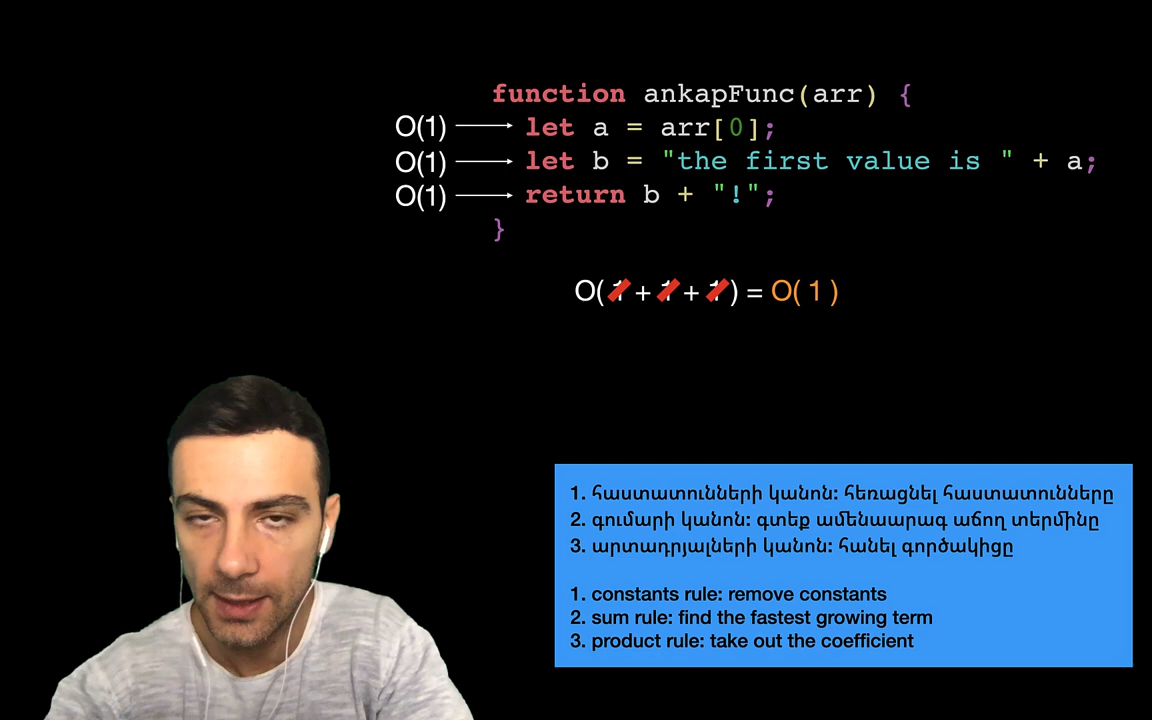 function ankapFunc(arr) {
O(1) let a = arr[0];
O(1) let b = "the first value is " + a;
O(1) return b + "!";
}
O(1 + 1 + 1) = O( 1 )
1. հաստատունների կանոն: հեռացնել հաստատունները
2. գումարի կանոն: գտեք ամենաարագ աճող տերմինը
3. արտադրյալների կանոն: հանել գործակիցը
1. constants rule: remove constants
2. sum rule: find the fastest growing term
3. product rule: take out the coefficient